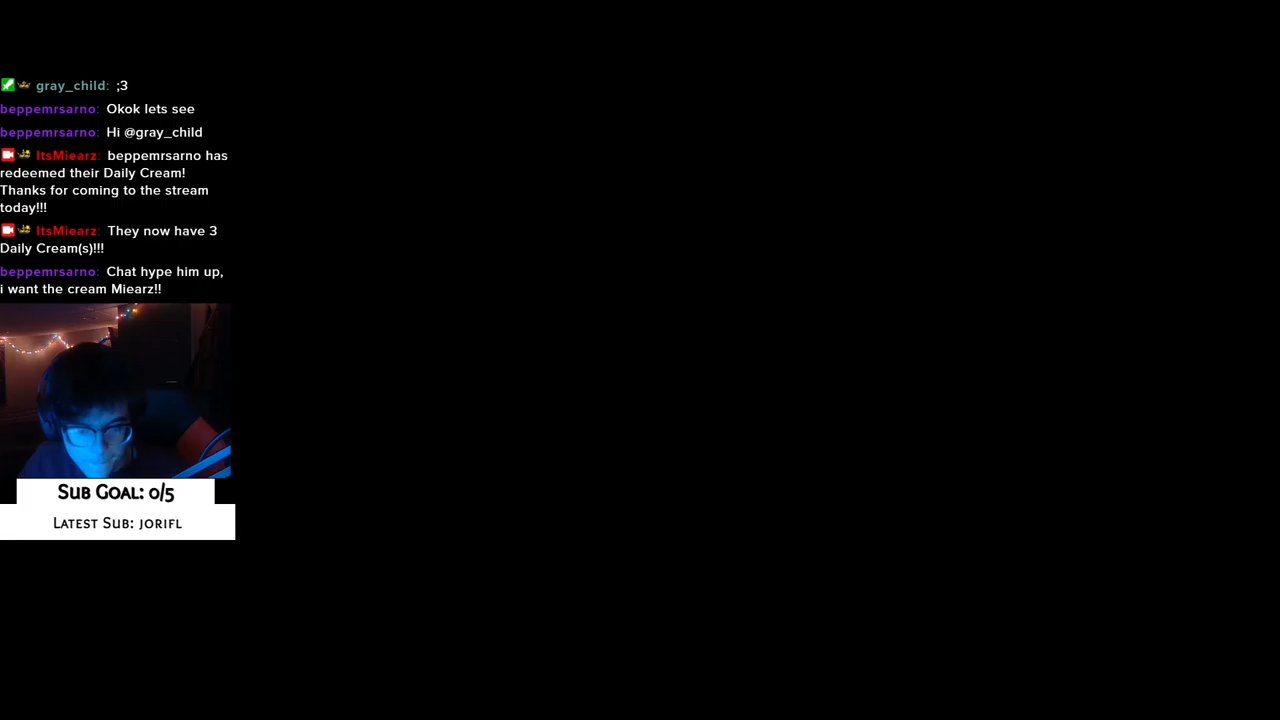 gray_child: ;3
beppemrsarno: Okok lets see
beppemrsarno: Hi @gray_child
ItsMiearz: beppemrsarno has
redeemed their Daily Cream!
Thanks for coming to the stream
today!!!
ItsMiearz: They now have 3
Daily Cream(s)!!!
beppemrsarno: Chat hype him up,
i want the cream Miearz!!
Sub Goal: 0/5
Latest Sub: jorifl